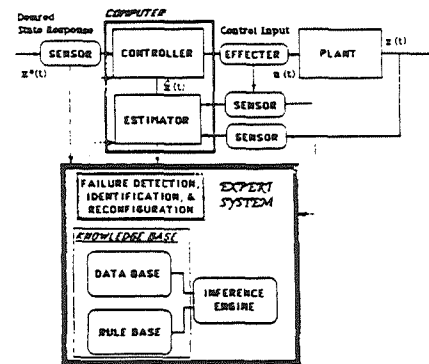 Desired
State Response
COMPUTER
Control Input
SENSOR
CONTROLLER
EFFECTER
PLANT
x(t)
x*(t)
x̂(t)
u(t)
ESTIMATOR
SENSOR
SENSOR
FAILURE DETECTION,
IDENTIFICATION, &
RECONFIGURATION
EXPERT
SYSTEM
KNOWLEDGE BASE
DATA BASE
INFERENCE
ENGINE
RULE BASE